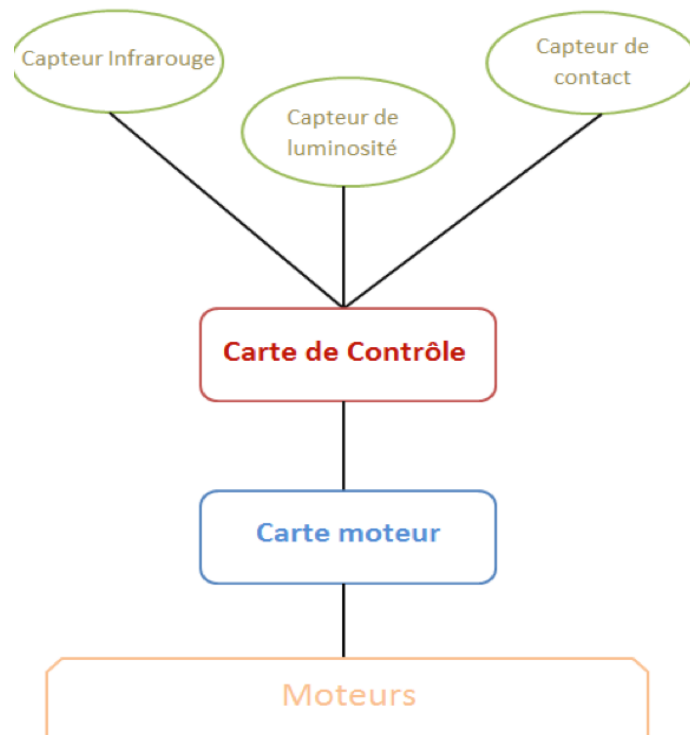 Capteur Infrarouge
Capteur de
contact
Capteur de
luminosité
Carte de Contrôle
Carte moteur
Moteurs